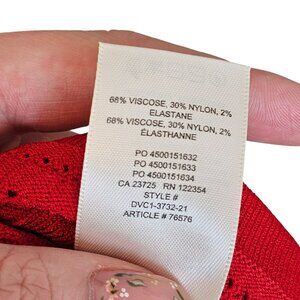 68% VISCOSE, 30% NYLON, 2%
ELASTANE
68% VISCOSE, 30% NYLON, 2%
ÉLASTHANNE
PO 4500151632
PO 4500151633
PO 4500151634
CA 23725 RN 122354
STYLE #
DVC1-3732-21
ARTICLE # 76576